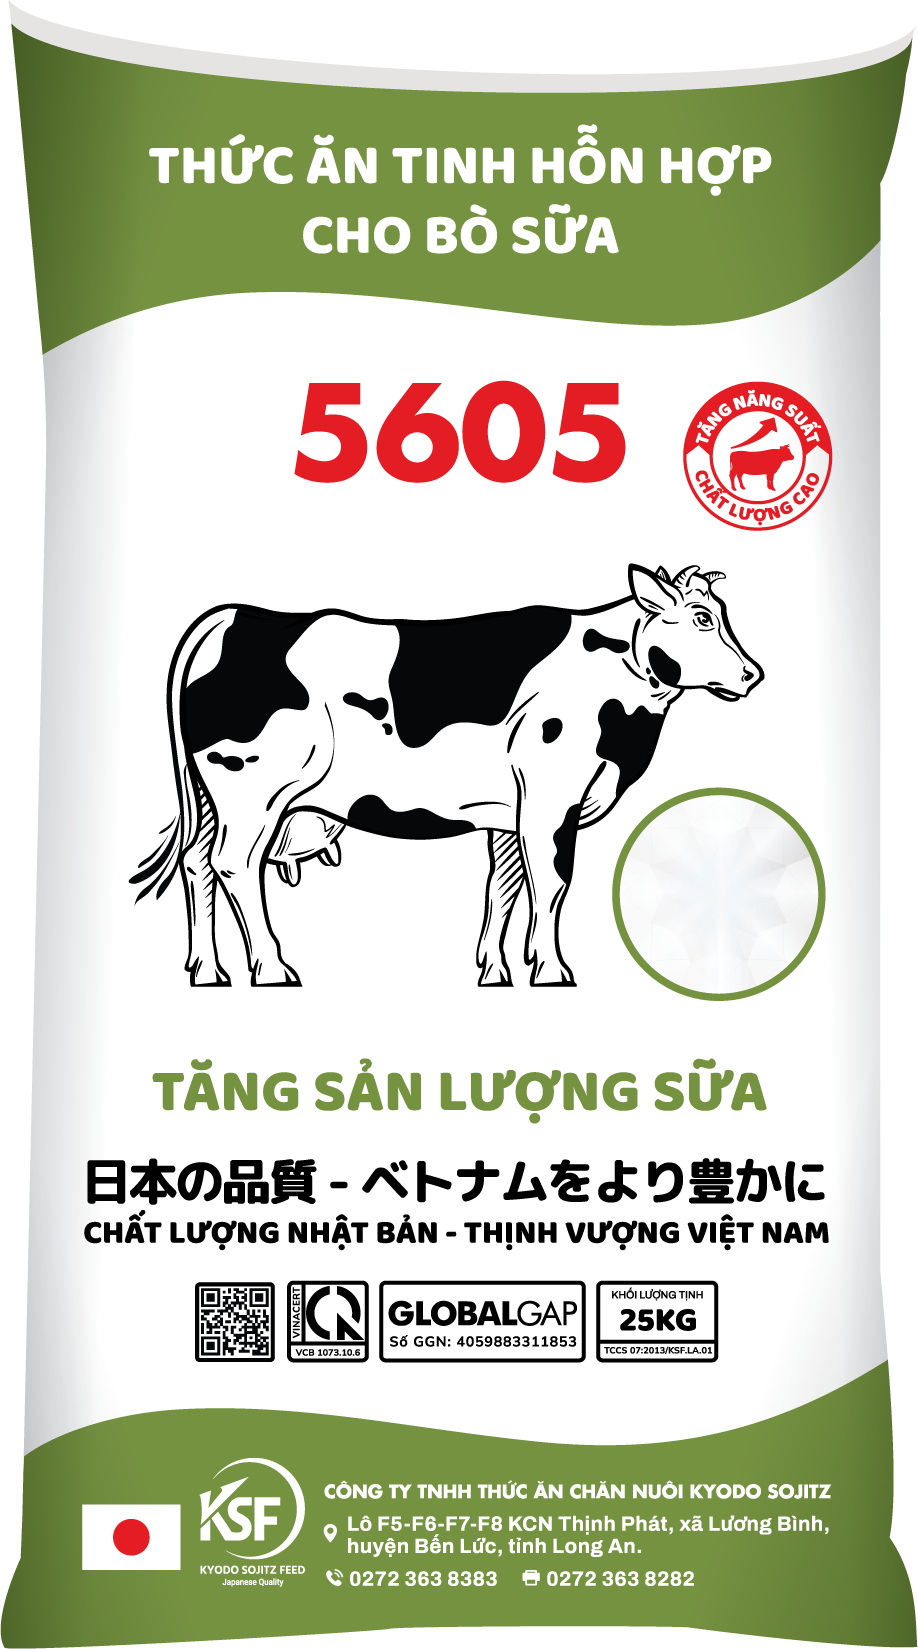 THỨC ĂN TINH HỖN HỢP
CHO BÒ SỮA
5605
TĂNG NĂNG SUẤT
CHẤT LƯỢNG CAO
TĂNG SẢN LƯỢNG SỮA
日本の品質 - ベトナムをより豊かに
CHẤT LƯỢNG NHẬT BẢN - THỊNH VƯỢNG VIỆT NAM
VINACERT
VCB 1073.10.6
GLOBALGAP
Số GGN: 4059883311853
KHỐI LƯỢNG TỊNH
25KG
TCCS 07:2013/KSF.LA.01
KSF
KYODO SOJITZ FEED
Japanese Quality
CÔNG TY TNHH THỨC ĂN CHĂN NUÔI KYODO SOJITZ
Lô F5-F6-F7-F8 KCN Thịnh Phát, xã Lương Bình,
huyện Bến Lức, tỉnh Long An.
0272 363 8383 0272 363 8282